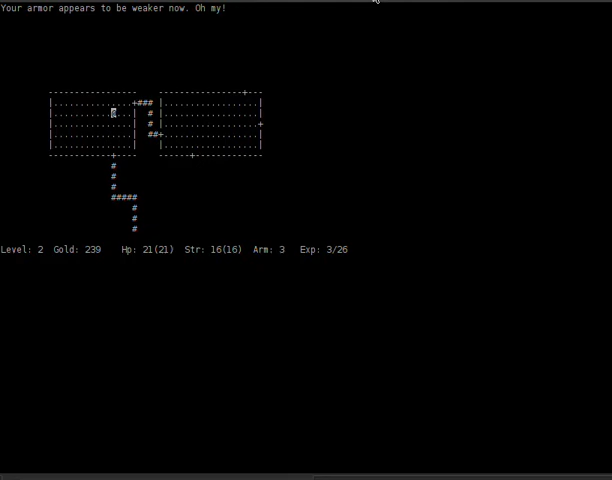 Your armor appears to be weaker now. Oh my!
Level: 2 Gold: 239 Hp: 21(21) Str: 16(16) Arm: 3 Exp: 3/26